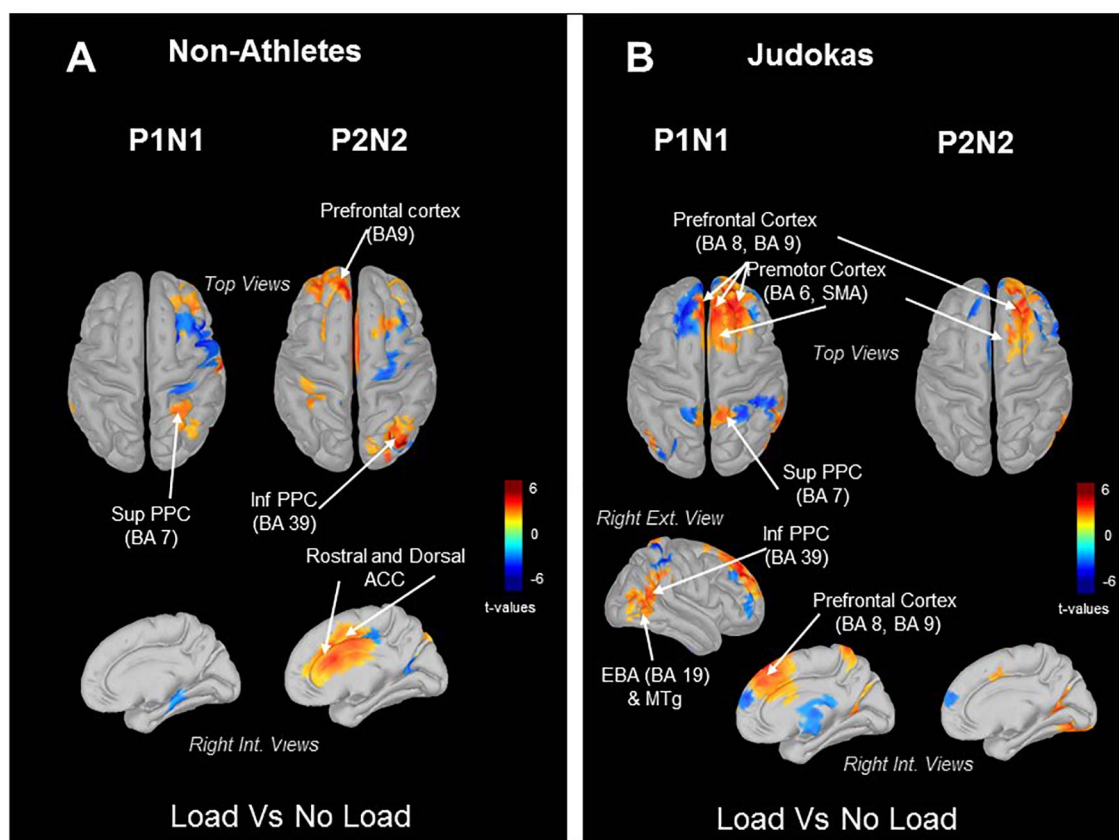 A
Non-Athletes
P1N1
P2N2
Prefrontal cortex
(BA9)
Top Views
Sup PPC
(BA 7)
Inf PPC
(BA 39)
6
0
-6
t-values
Rostral and Dorsal
ACC
Right Int. Views
Load Vs No Load
B
Judokas
P1N1
P2N2
Prefrontal Cortex
(BA 8, BA 9)
Premotor Cortex
(BA 6, SMA)
Top Views
Sup PPC
(BA 7)
6
0
-6
t-values
Right Ext. View
Inf PPC
(BA 39)
Prefrontal Cortex
(BA 8, BA 9)
EBA (BA 19)
& MTg
Right Int. Views
Load Vs No Load